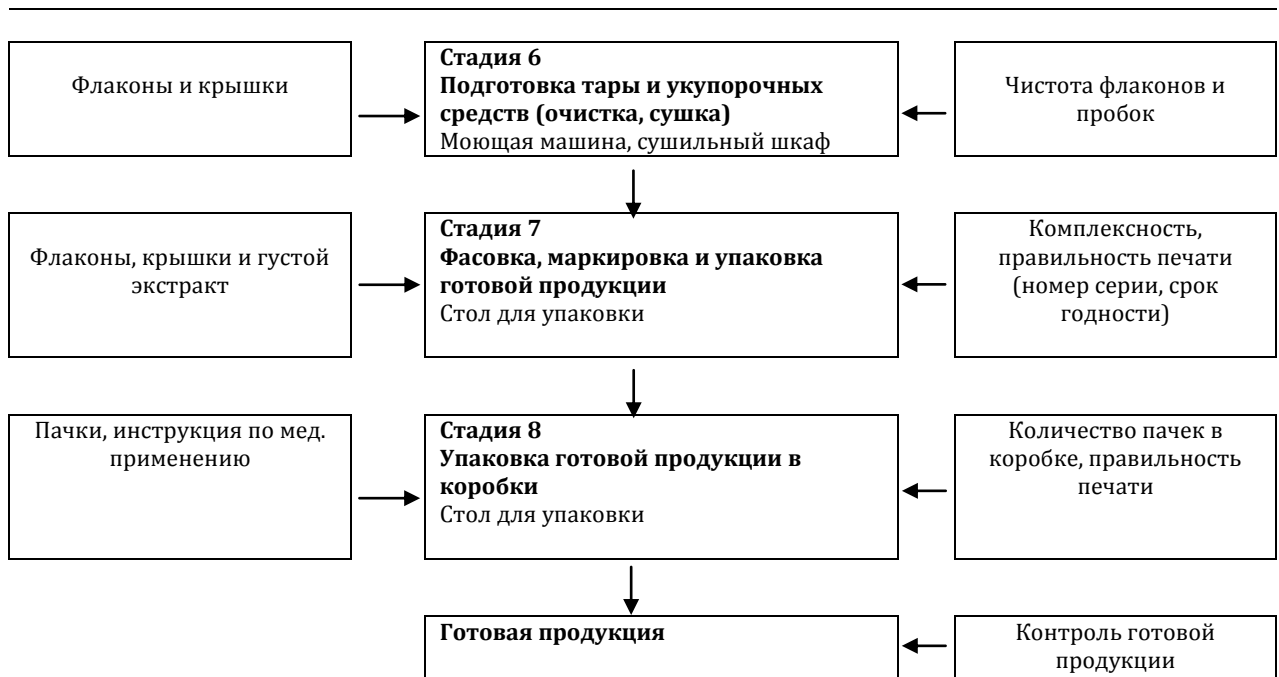 Флаконы и крышки
Стадия 6
Подготовка тары и укупорочных
средств (очистка, сушка)
Моющая машина, сушильный шкаф
Чистота флаконов и
пробок
Флаконы, крышки и густой
экстракт
Стадия 7
Фасовка, маркировка и упаковка
готовой продукции
Стол для упаковки
Комплексность,
правильность печати
(номер серии, срок
годности)
Пачки, инструкция по мед.
применению
Стадия 8
Упаковка готовой продукции в
коробки
Стол для упаковки
Количество пачек в
коробке, правильность
печати
Готовая продукция
Контроль готовой
продукции